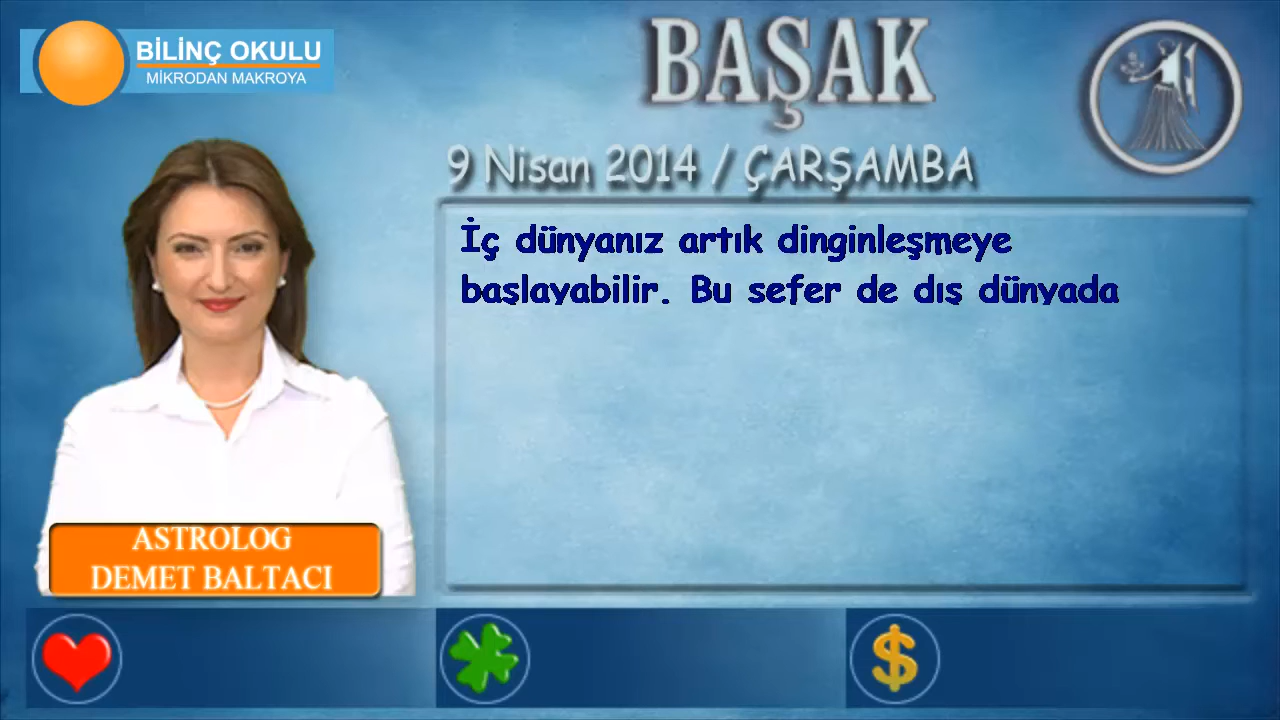 BİLİNÇ OKULU
MİKRODAN MAKROYA
BAŞAK
9 Nisan 2014 / ÇARŞAMBA
İç dünyanız artık dinginleşmeye
başlayabilir. Bu sefer de dış dünyada
ASTROLOG
DEMET BALTACI
$